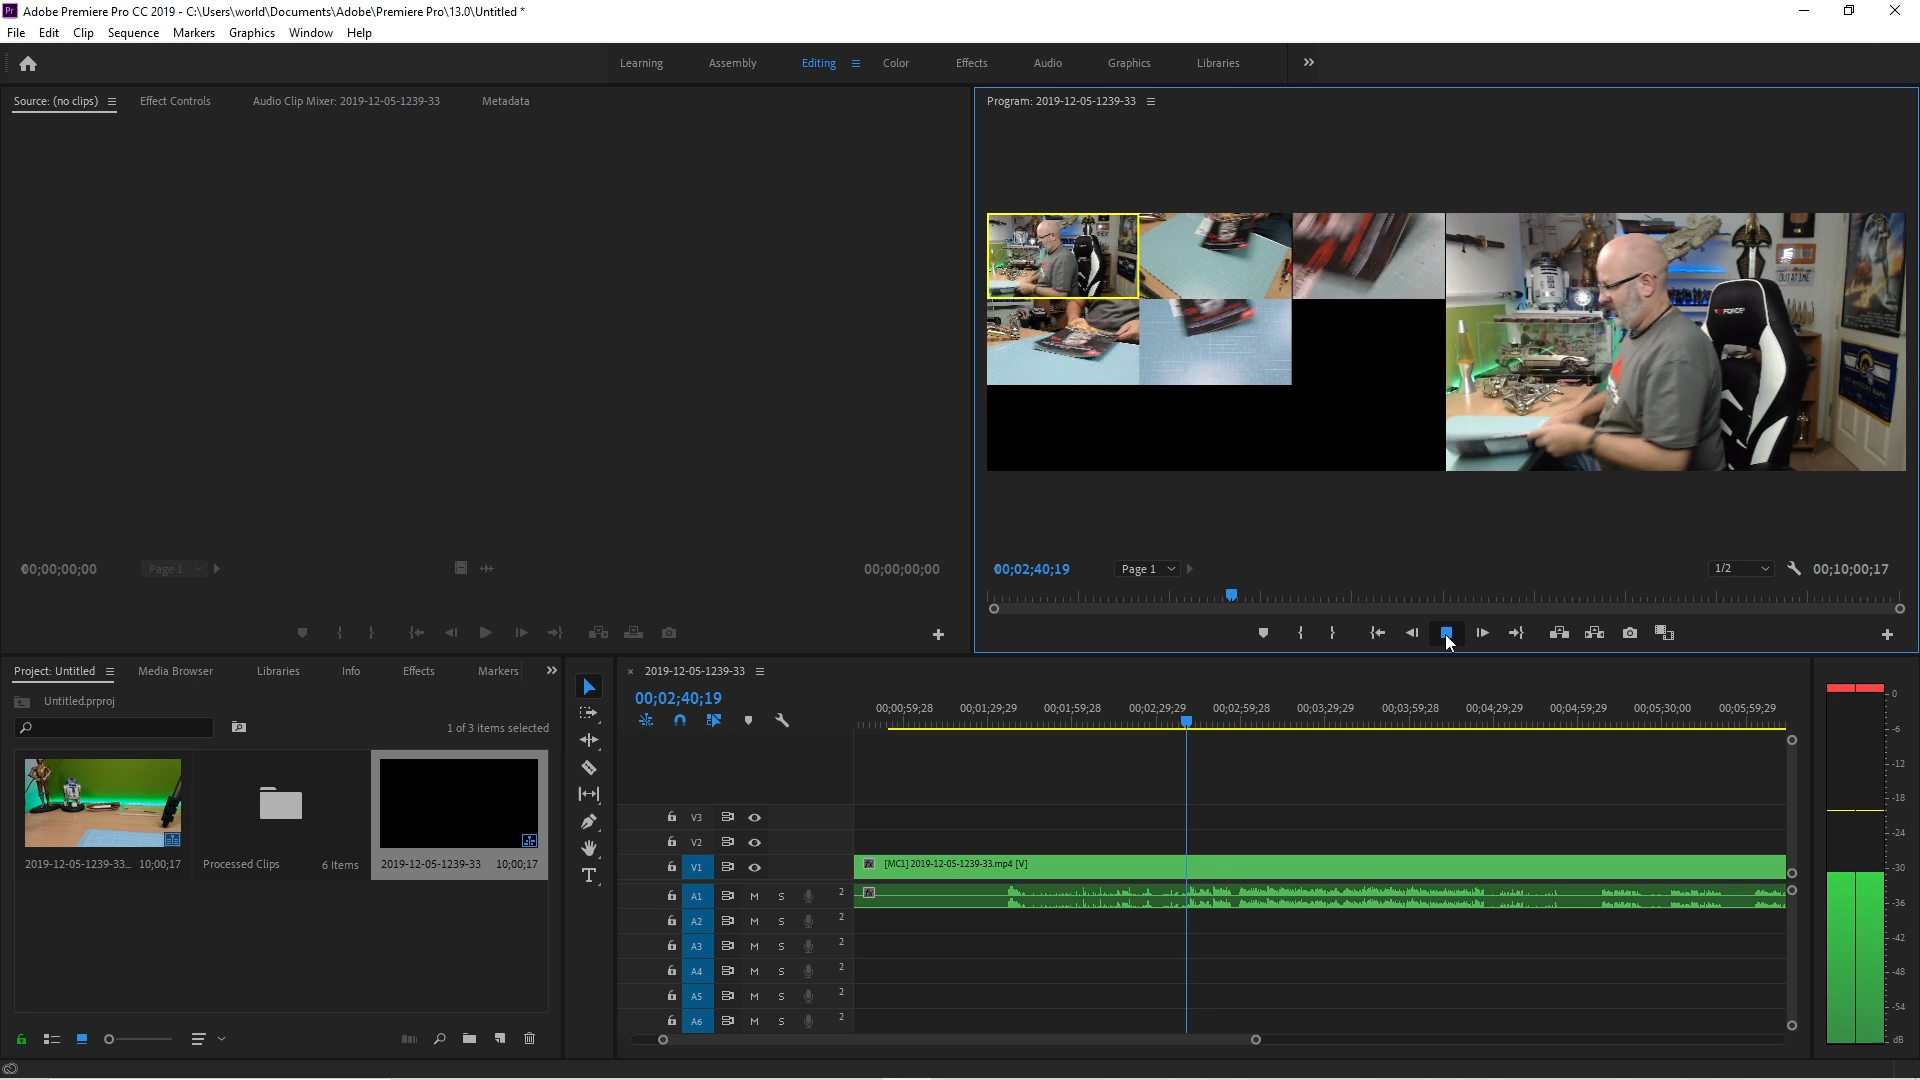 Pr Adobe Premiere Pro CC 2019 - C:\Users\world\Documents\Adobe\Premiere Pro\13.0\Untitled *
File Edit Clip Sequence Markers Graphics Window Help
Learning Assembly Editing Color Effects Audio Graphics Libraries
Source: (no clips) Effect Controls Audio Clip Mixer: 2019-12-05-1239-33 Metadata
Program: 2019-12-05-1239-33
00;00;00;00 Page 1 00;00;00;00
00;02;40;19 Page 1 1/2 00;10;00;17
Project: Untitled Media Browser Libraries Info Effects Markers
Untitled.prproj
1 of 3 items selected
2019-12-05-1239-33... 10;00;17 Processed Clips 6 Items 2019-12-05-1239-33 10;00;17
× 2019-12-05-1239-33
00;02;40;19
00;00;59;28 00;01;29;29 00;01;59;28 00;02;29;29 00;02;59;28 00;03;29;29 00;03;59;28 00;04;29;29 00;04;59;29 00;05;30;00 00;05;59;29
V3
V2
V1 fx [MC1] 2019-12-05-1239-33.mp4 [V]
A1 M S 2 fx
A2 M S 2
A3 M S 2
A4 M S 2
A5 M S 2
A6 M S 2
0
-6
-12
-18
-24
-30
-36
-42
-48
-54
dB